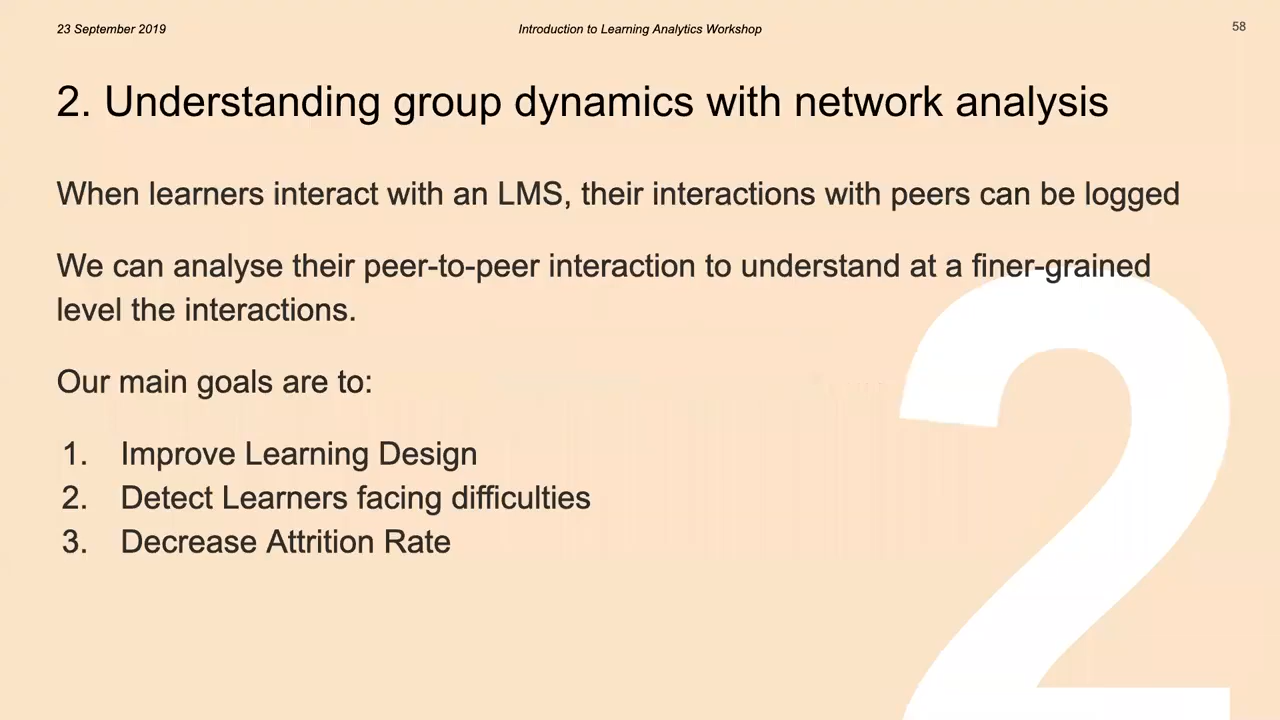 23 September 2019
Introduction to Learning Analytics Workshop
58
2. Understanding group dynamics with network analysis
When learners interact with an LMS, their interactions with peers can be logged
We can analyse their peer-to-peer interaction to understand at a finer-grained
level the interactions.
Our main goals are to:
1. Improve Learning Design
2. Detect Learners facing difficulties
3. Decrease Attrition Rate
2